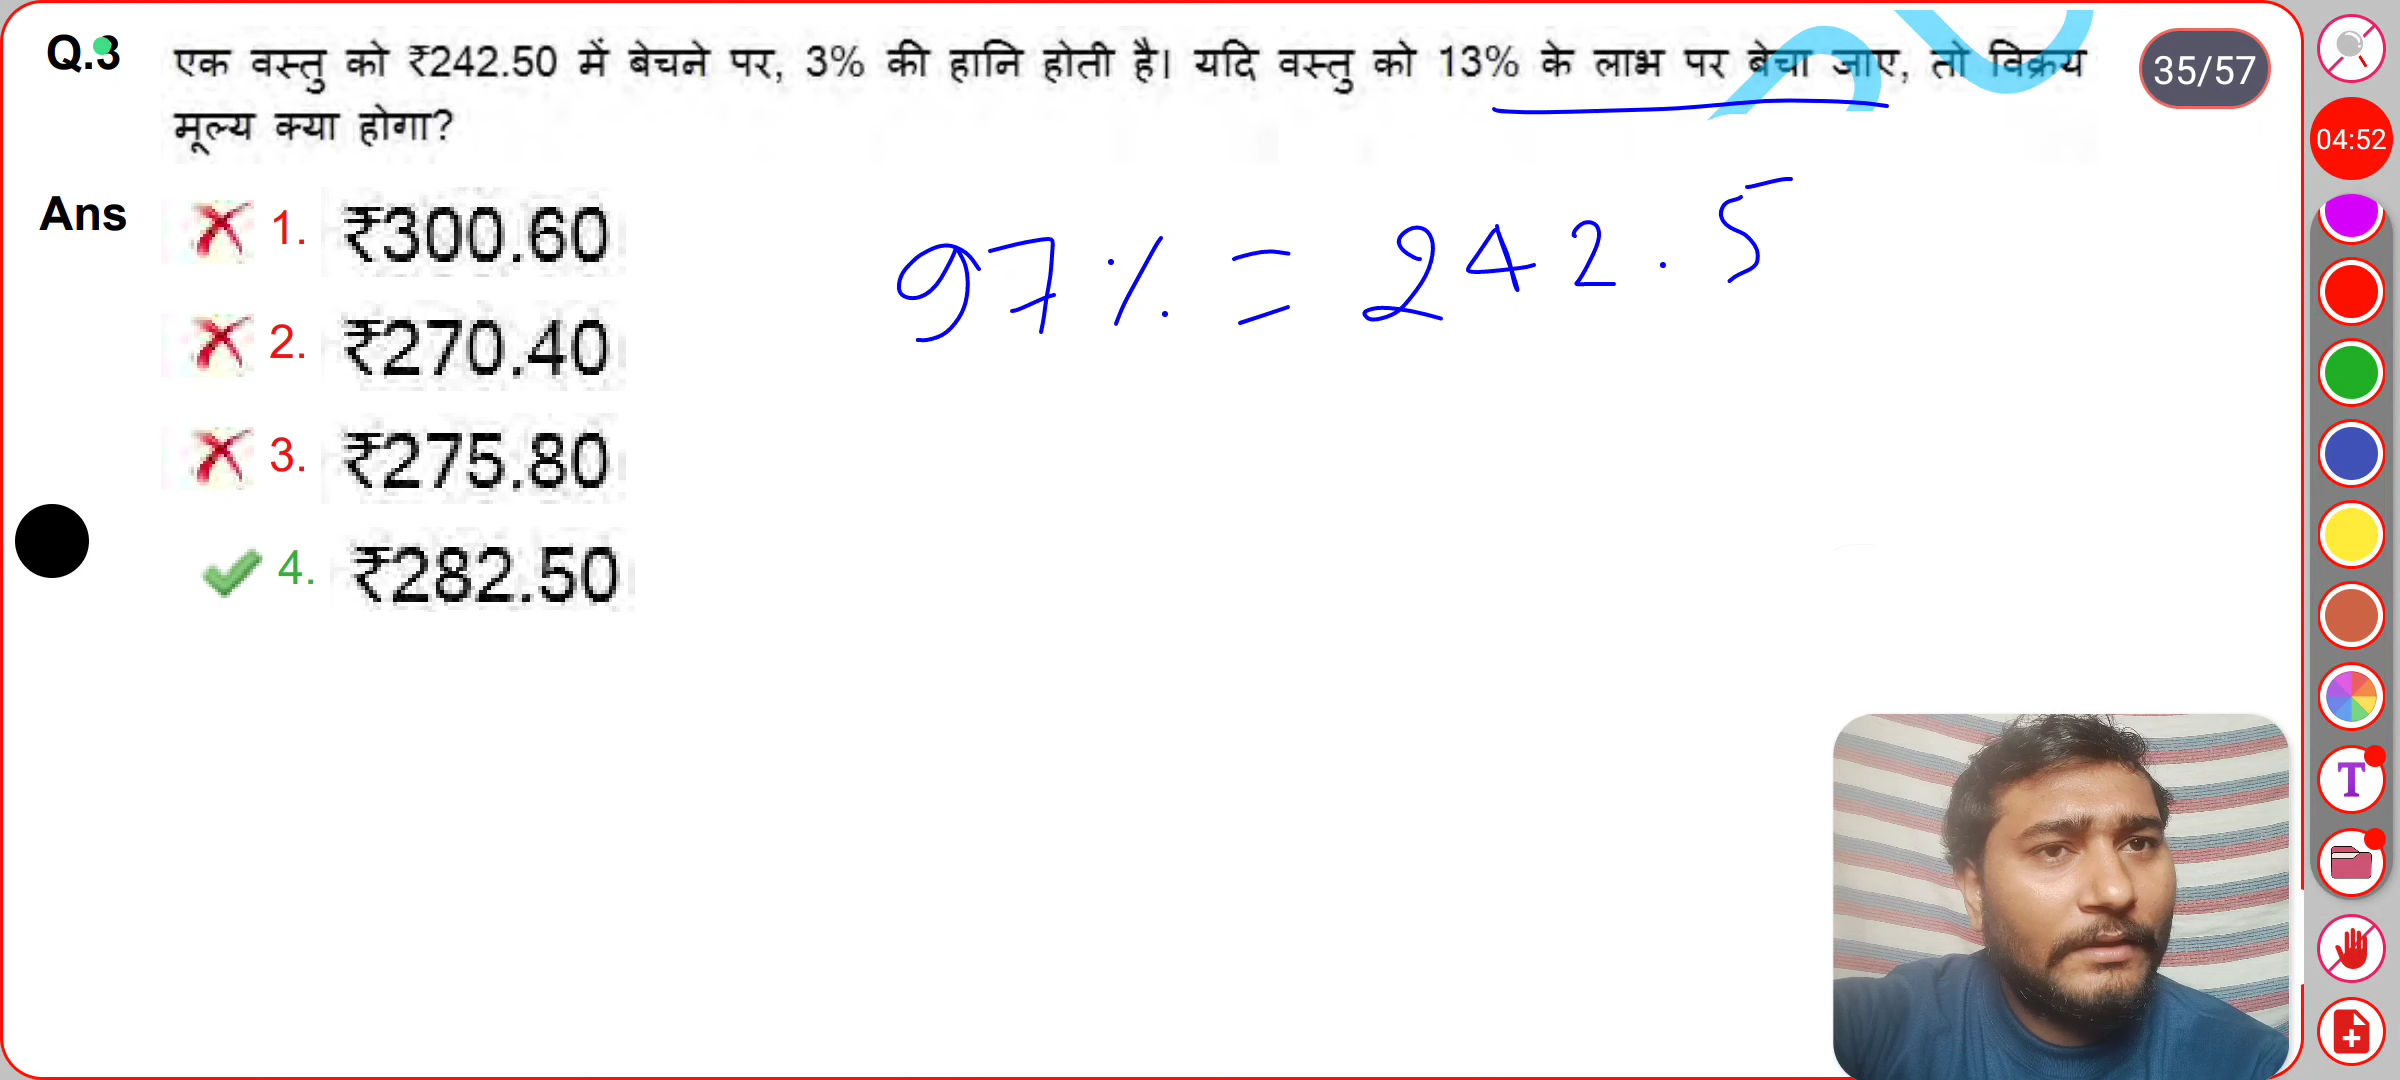 Q.3 एक वस्तु को ₹242.50 में बेचने पर, 3% की हानि होती है। यदि वस्तु को 13% के लाभ पर बेचा जाए, तो विक्रय
मूल्य क्या होगा?
35/57
04:52
Ans
1. ₹300.60
2. ₹270.40
3. ₹275.80
4. ₹282.50
97% = 242.5
T